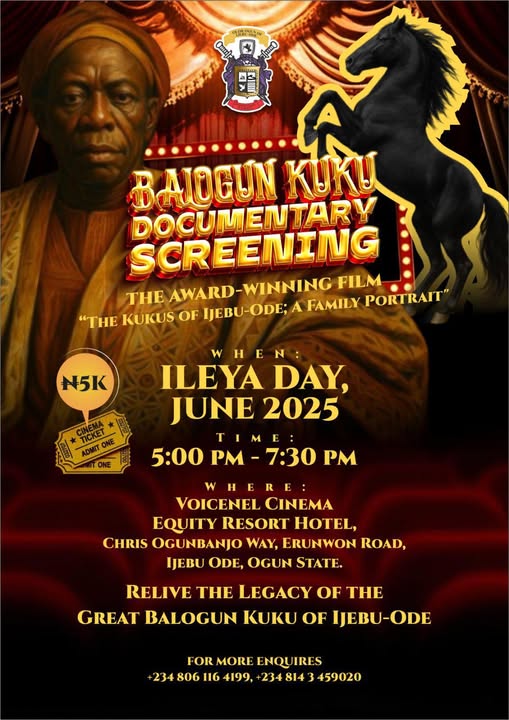 BALOGUN KUKU
DOCUMENTARY
SCREENING
THE AWARD-WINNING FILM
"THE KUKUS OF IJEBU-ODE; A FAMILY PORTRAIT"
WHEN:
ILEYA DAY,
JUNE 2025
₦5K
CINEMA
TICKET
ADMIT ONE
ADMIT ONE
TIME:
5:00 PM - 7:30 PM
WHERE:
VOICENEL CINEMA
EQUITY RESORT HOTEL,
CHRIS OGUNBANJO WAY, ERUNWON ROAD,
IJEBU ODE, OGUN STATE.
RELIVE THE LEGACY OF THE
GREAT BALOGUN KUKU OF IJEBU-ODE
FOR MORE ENQUIRES
+234 806 116 4199, +234 814 3 459020